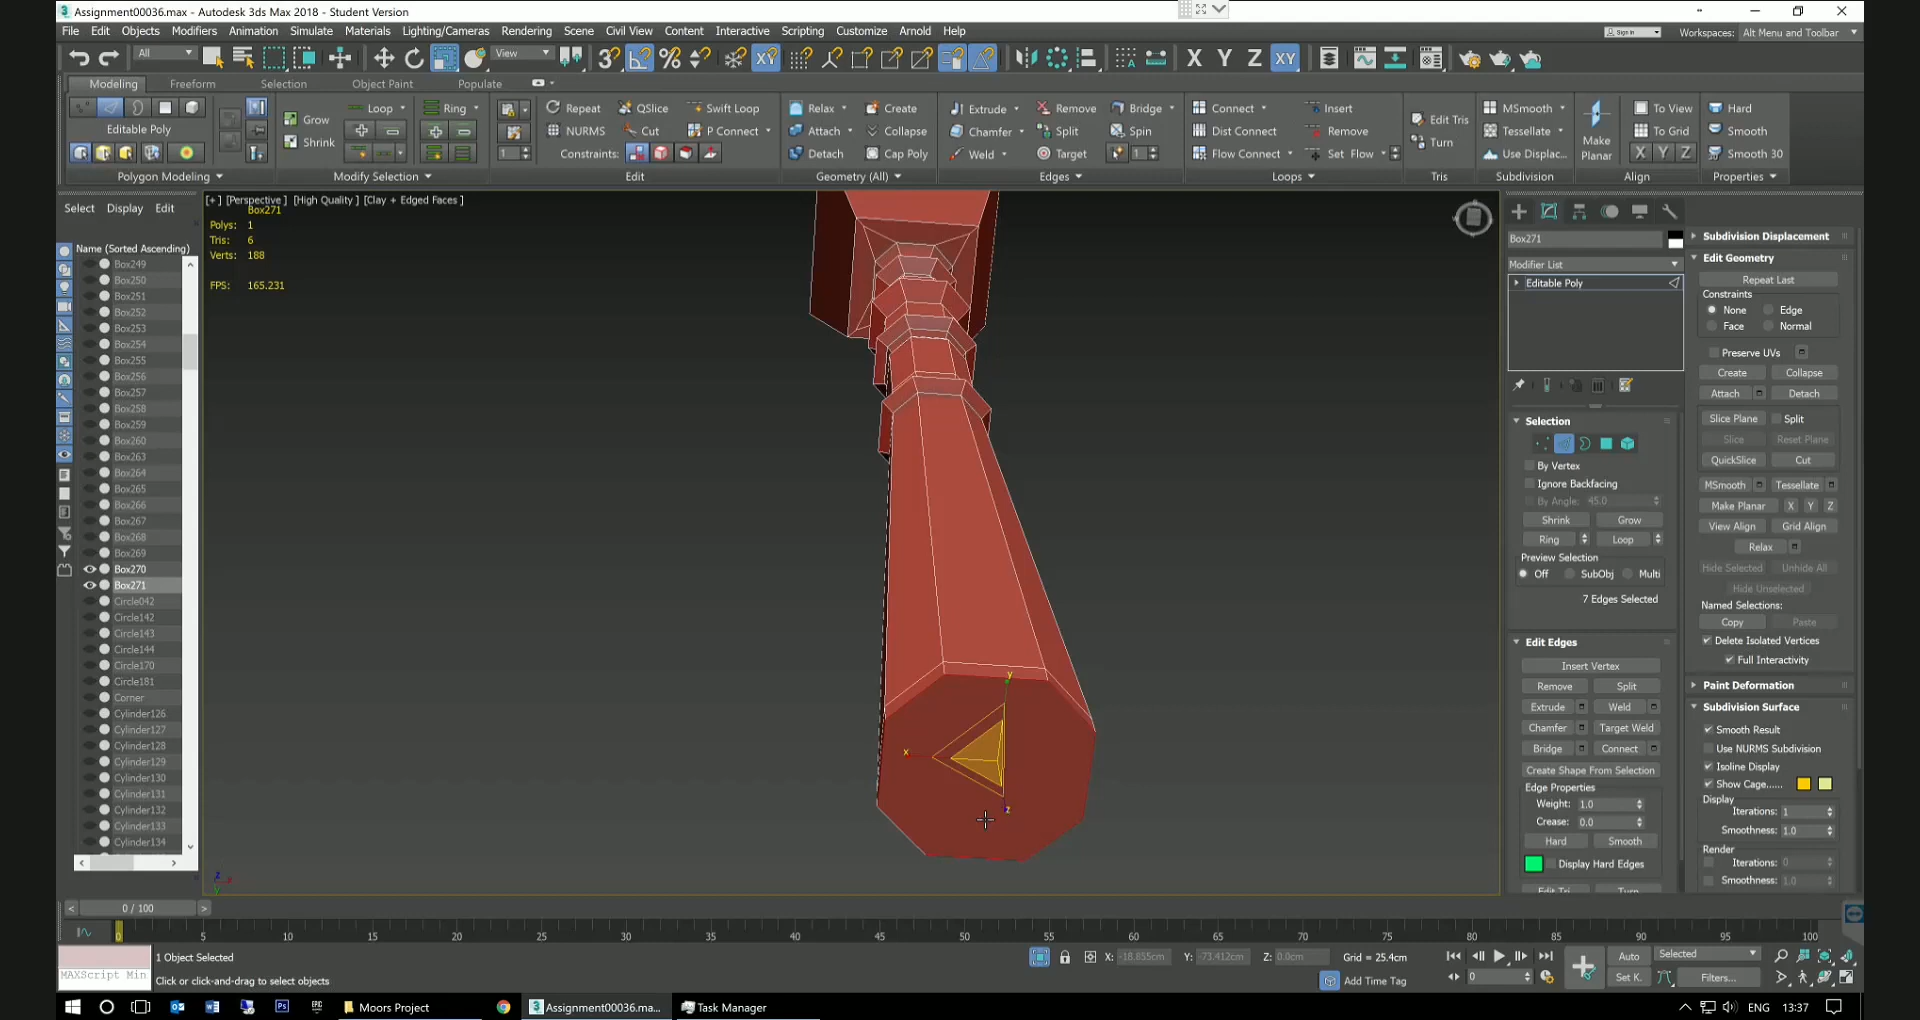 Assignment00036.max - Autodesk 3ds Max 2018 - Student Version
File Edit Objects Modifiers Animation Simulate Materials Lighting/Cameras Rendering Scene Civil View Content Interactive Scripting Customize Arnold Help
Sign In Workspaces: Alt Menu and Toolbar
All View X Y Z XY
Modeling Freeform Selection Object Paint Populate
Loop Ring Repeat QSlice Swift Loop Relax Create Extrude Remove Bridge Connect Insert MSmooth To View Hard
Grow Edit Tris
Editable Poly NURMS Cut P Connect Attach Collapse Chamfer Split Spin Dist Connect Remove Tessellate Make Planar To Grid Smooth
Shrink Turn
1 Constraints: Detach Cap Poly Weld Target 1 Flow Connect Set Flow Use Displac... X Y Z Smooth 30
Polygon Modeling Modify Selection Edit Geometry (All) Edges Loops Tris Subdivision Align Properties
Select Display Edit
Name (Sorted Ascending)
Box249
Box250
Box251
Box252
Box253
Box254
Box255
Box256
Box257
Box258
Box259
Box260
Box263
Box264
Box265
Box266
Box267
Box268
Box269
Box270
Box271
Circle042
Circle142
Circle143
Circle144
Circle170
Circle181
Corner
Cylinder126
Cylinder127
Cylinder128
Cylinder129
Cylinder130
Cylinder131
Cylinder132
Cylinder133
Cylinder134
[+] [Perspective] [High Quality] [Clay + Edged Faces]
Box271
Polys: 1
Tris: 6
Verts: 188
FPS: 165.231
y
x
z
z
y
Box271
Modifier List
Editable Poly
Selection
By Vertex
Ignore Backfacing
By Angle: 45.0
Shrink Grow
Ring Loop
Preview Selection
Off SubObj Multi
7 Edges Selected
Edit Edges
Insert Vertex
Remove Split
Extrude Weld
Chamfer Target Weld
Bridge Connect
Create Shape From Selection
Edge Properties
Weight: 1.0
Crease: 0.0
Hard Smooth
Display Hard Edges
Edit Tri. Turn
Subdivision Displacement
Edit Geometry
Repeat Last
Constraints
None Edge
Face Normal
Preserve UVs
Create Collapse
Attach Detach
Slice Plane Split
Slice Reset Plane
QuickSlice Cut
MSmooth Tessellate
Make Planar X Y Z
View Align Grid Align
Relax
Hide Selected Unhide All
Hide Unselected
Named Selections:
Copy Paste
Delete Isolated Vertices
Full Interactivity
Paint Deformation
Subdivision Surface
Smooth Result
Use NURMS Subdivision
Isoline Display
Show Cage......
Display
Iterations: 1
Smoothness: 1.0
Render
Iterations: 0
Smoothness: 1.0
< 0 / 100 >
0 5 10 15 20 25 30 35 40 45 50 55 60 65 70 75 80 85 90 95 100
MAXScript Min
1 Object Selected
Click or click-and-drag to select objects
X: -18.855cm Y: -73.412cm Z: 0.0cm Grid = 25.4cm
Add Time Tag
0
Auto Selected
Set K. Filters...
Moors Project Assignment00036.ma... Task Manager ENG 13:37